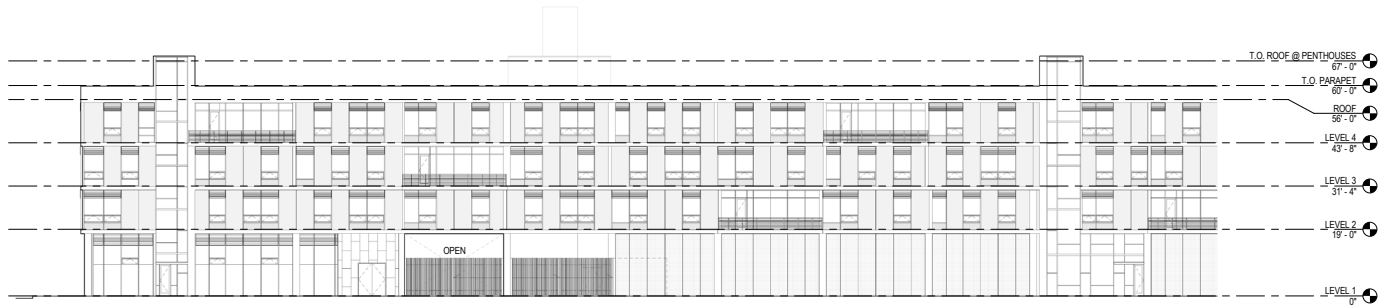 T.O. ROOF @ PENTHOUSES
67' - 0"
T.O. PARAPET
60' - 0"
ROOF
56' - 0"
LEVEL 4
43' - 8"
LEVEL 3
31' - 4"
LEVEL 2
19' - 0"
OPEN
LEVEL 1
0"